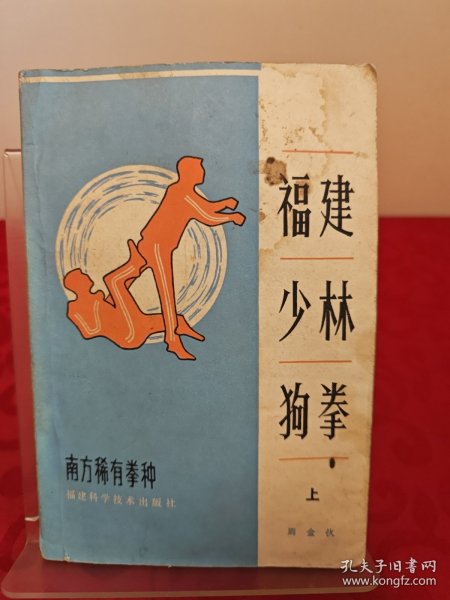 福建
少林
狗拳
上
周金伙
南方稀有拳种
福建科学技术出版社
孔夫子旧书网
www.kongfz.com